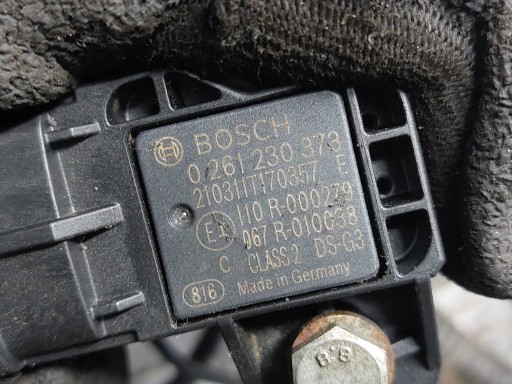 BOSCH
0 261 230 373
2103111T170357 E
E1 110 R-000279
067 R-010038
C CLASS 2 DS-G3
816 Made in Germany
8.8